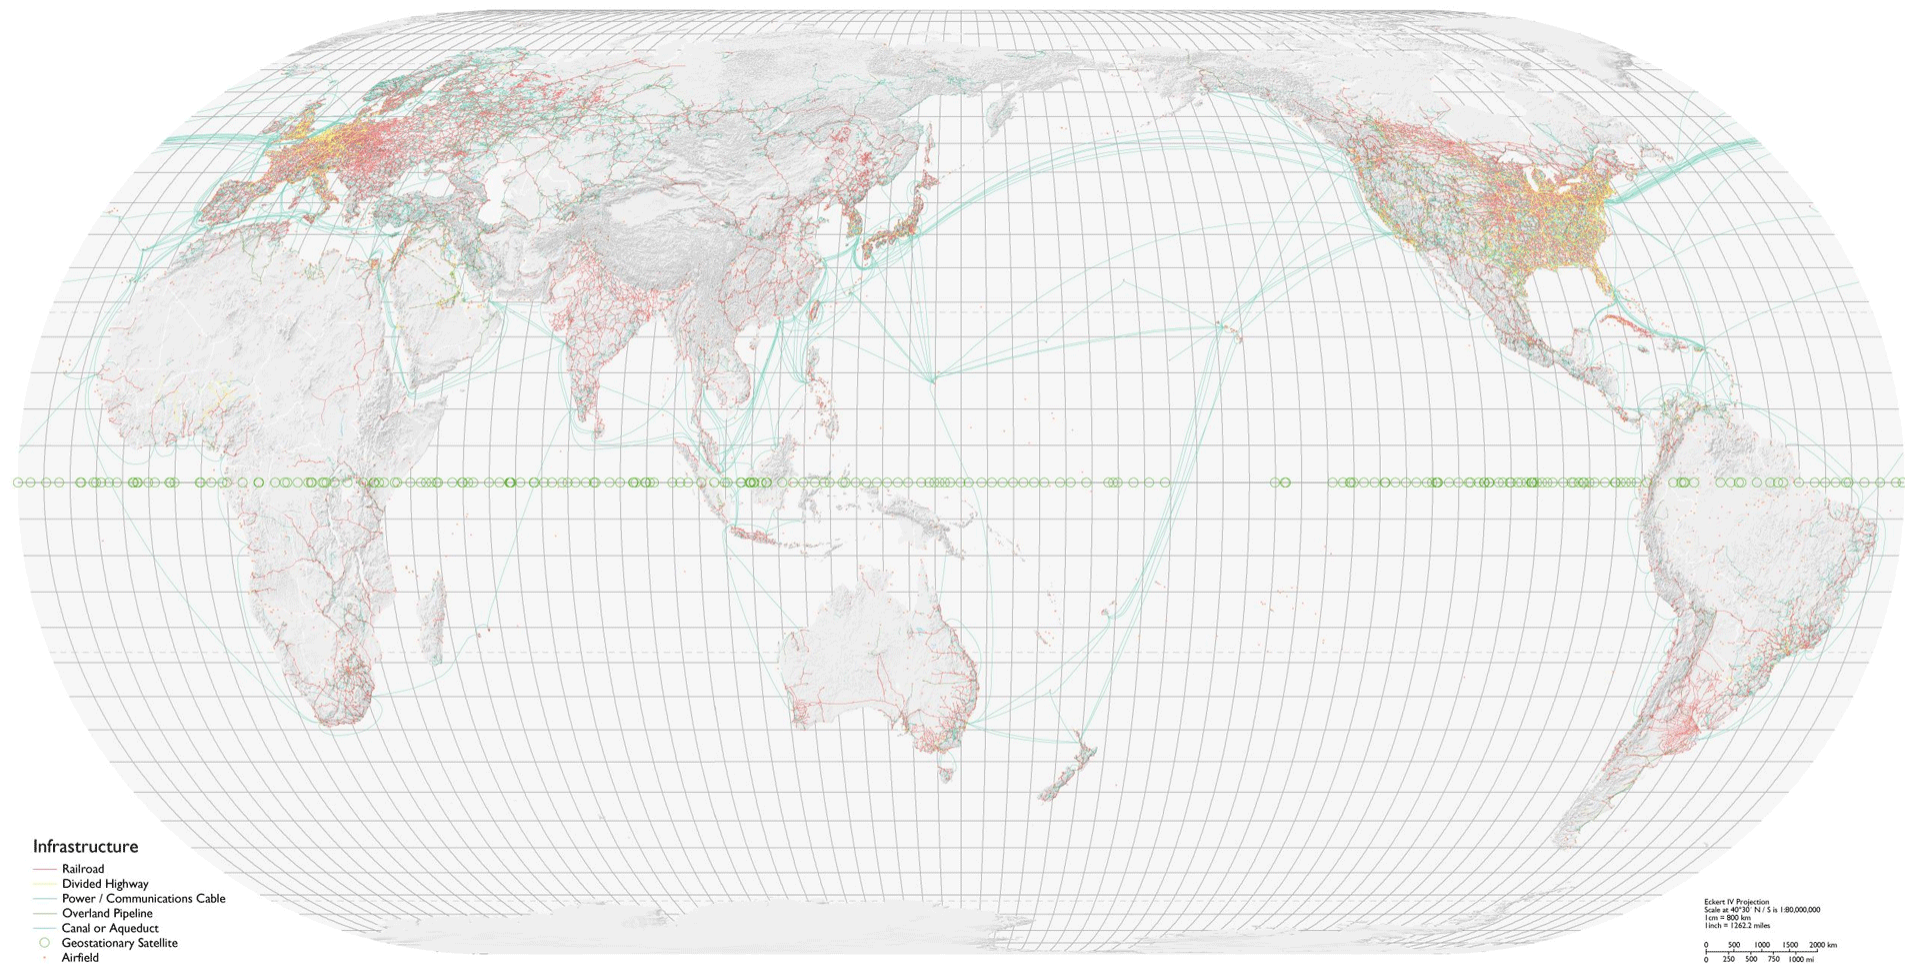 Infrastructure
Railroad
Divided Highway
Power / Communications Cable
Overland Pipeline
Canal or Aqueduct
Geostationary Satellite
Airfield
Eckert IV Projection
Scale at 40°30' N / S is 1:80,000,000
1cm = 800 km
1inch = 1262.2 miles
0 500 1000 1500 2000 km
0 250 500 750 1000 mi